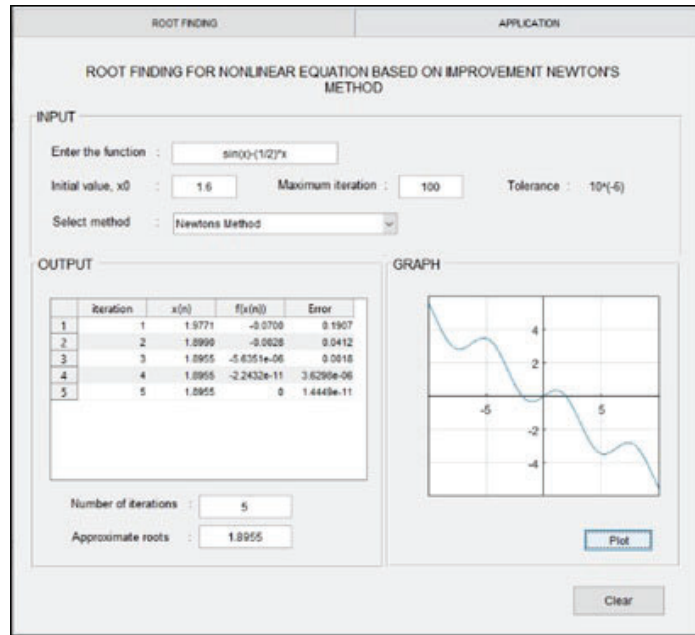 ROOT FINDING
APPLICATION
ROOT FINDING FOR NONLINEAR EQUATION BASED ON IMPROVEMENT NEWTON'S
METHOD
INPUT
Enter the function : sin(x)-(1/2)*x
Initial value, x0 : 1.6 Maximum iteration : 100 Tolerance : 10^(-6)
Select method : Newtons Method
OUTPUT
iteration x(n) f(x(n)) Error
1 1 1.9771 -0.0700 0.1907
2 2 1.8990 -0.0028 0.0412
3 3 1.8955 -5.6351e-06 0.0018
4 4 1.8955 -2.2432e-11 3.6298e-06
5 5 1.8955 0 1.4449e-11
Number of iterations : 5
Approximate roots : 1.8955
GRAPH
4
2
-5 5
-2
-4
Plot
Clear